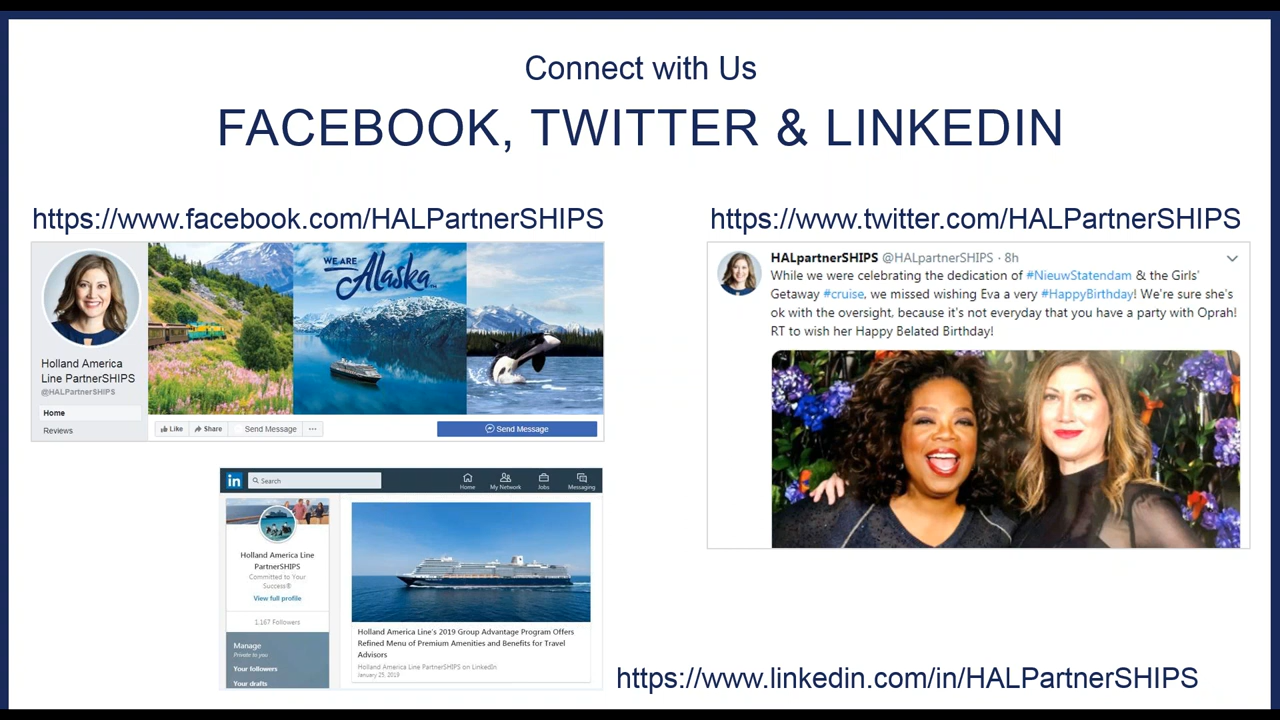 Connect with Us
FACEBOOK, TWITTER & LINKEDIN
https://www.facebook.com/HALPartnerSHIPS
WE ARE
Alaska
Holland America
Line PartnerSHIPS
@HALPartnerSHIPS
Home
Reviews
Like Share Send Message ...
Send Message
https://www.twitter.com/HALPartnerSHIPS
HALpartnerSHIPS @HALpartnerSHIPS · 8h
While we were celebrating the dedication of #NieuwStatendam & the Girls'
Getaway #cruise, we missed wishing Eva a very #HappyBirthday! We're sure she's
ok with the oversight, because it's not everyday that you have a party with Oprah!
RT to wish her Happy Belated Birthday!
in Search
Home My Network Jobs Messaging
Holland America Line
PartnerSHIPS
Committed to Your
Success®
View full profile
1,167 Followers
Manage
Private to you
Your followers
Your drafts
Holland America Line's 2019 Group Advantage Program Offers
Refined Menu of Premium Amenities and Benefits for Travel
Advisors
Holland America Line PartnerSHIPS on LinkedIn
January 25, 2019
https://www.linkedin.com/in/HALPartnerSHIPS